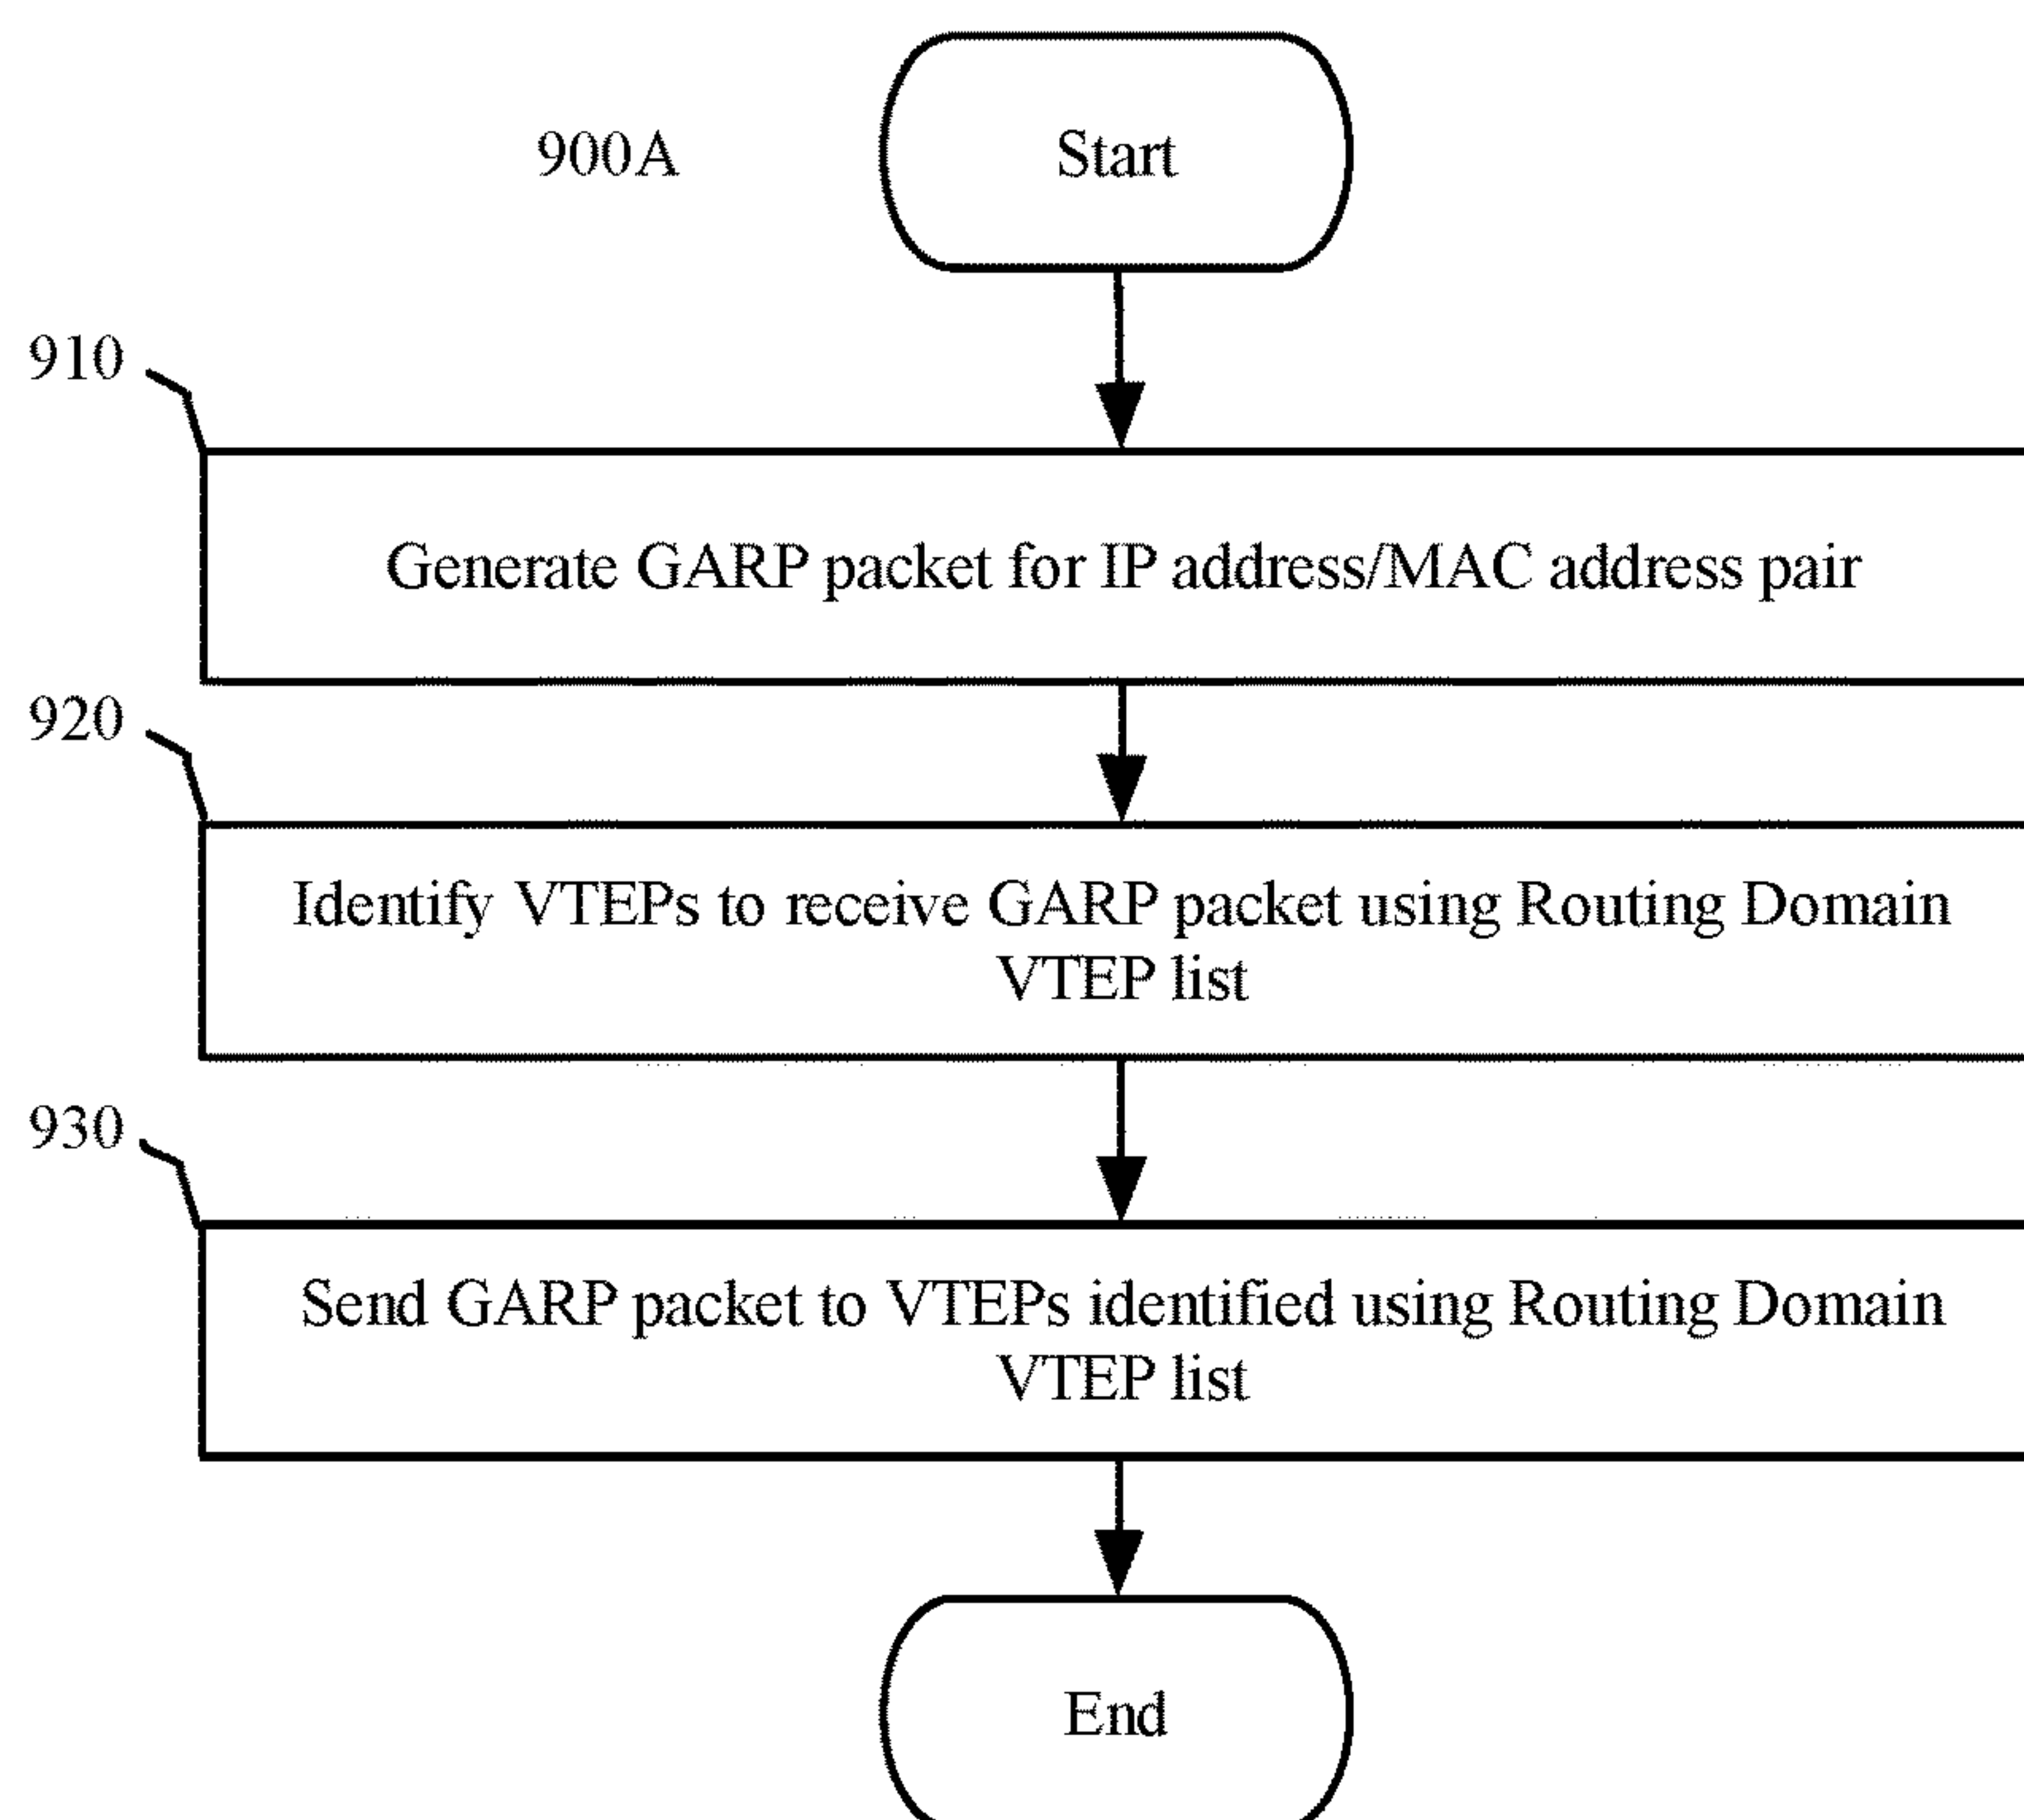 900A
Start
910
Generate GARP packet for IP address/MAC address pair
920
Identify VTEPs to receive GARP packet using Routing Domain
VTEP list
930
Send GARP packet to VTEPs identified using Routing Domain
VTEP list
End